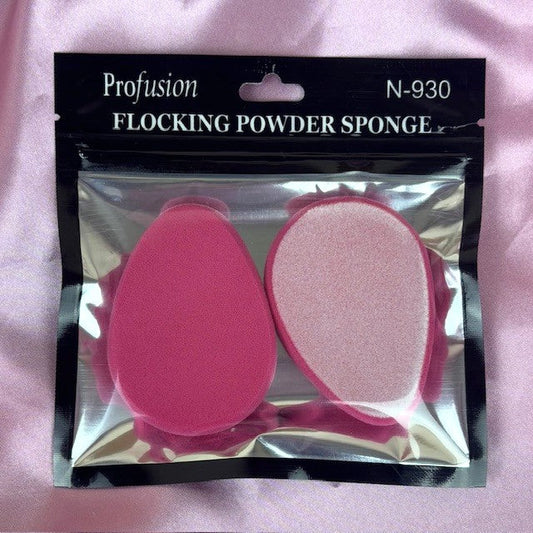 Profusion N-930
FLOCKING POWDER SPONGE